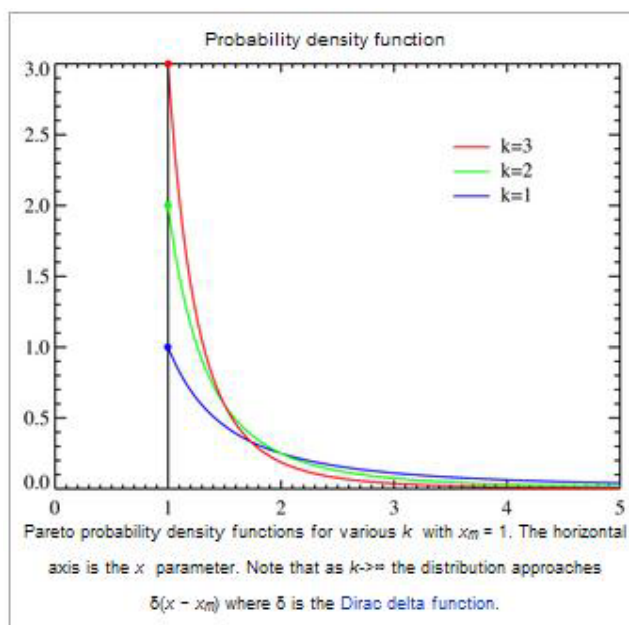 Probability density function
3.0
2.5
2.0
1.5
1.0
0.5
0.0
k=3
k=2
k=1
0 1 2 3 4 5
Pareto probability density functions for various k with xm = 1. The horizontal
axis is the x parameter. Note that as k->∞ the distribution approaches
δ(x − xm) where δ is the Dirac delta function.